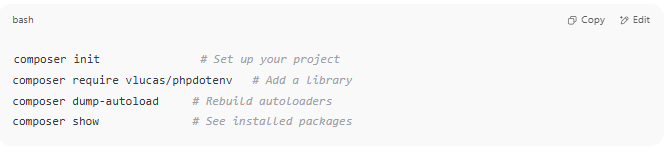 bash
Copy Edit
composer init # Set up your project
composer require vlucas/phpdotenv # Add a library
composer dump-autoload # Rebuild autoloaders
composer show # See installed packages